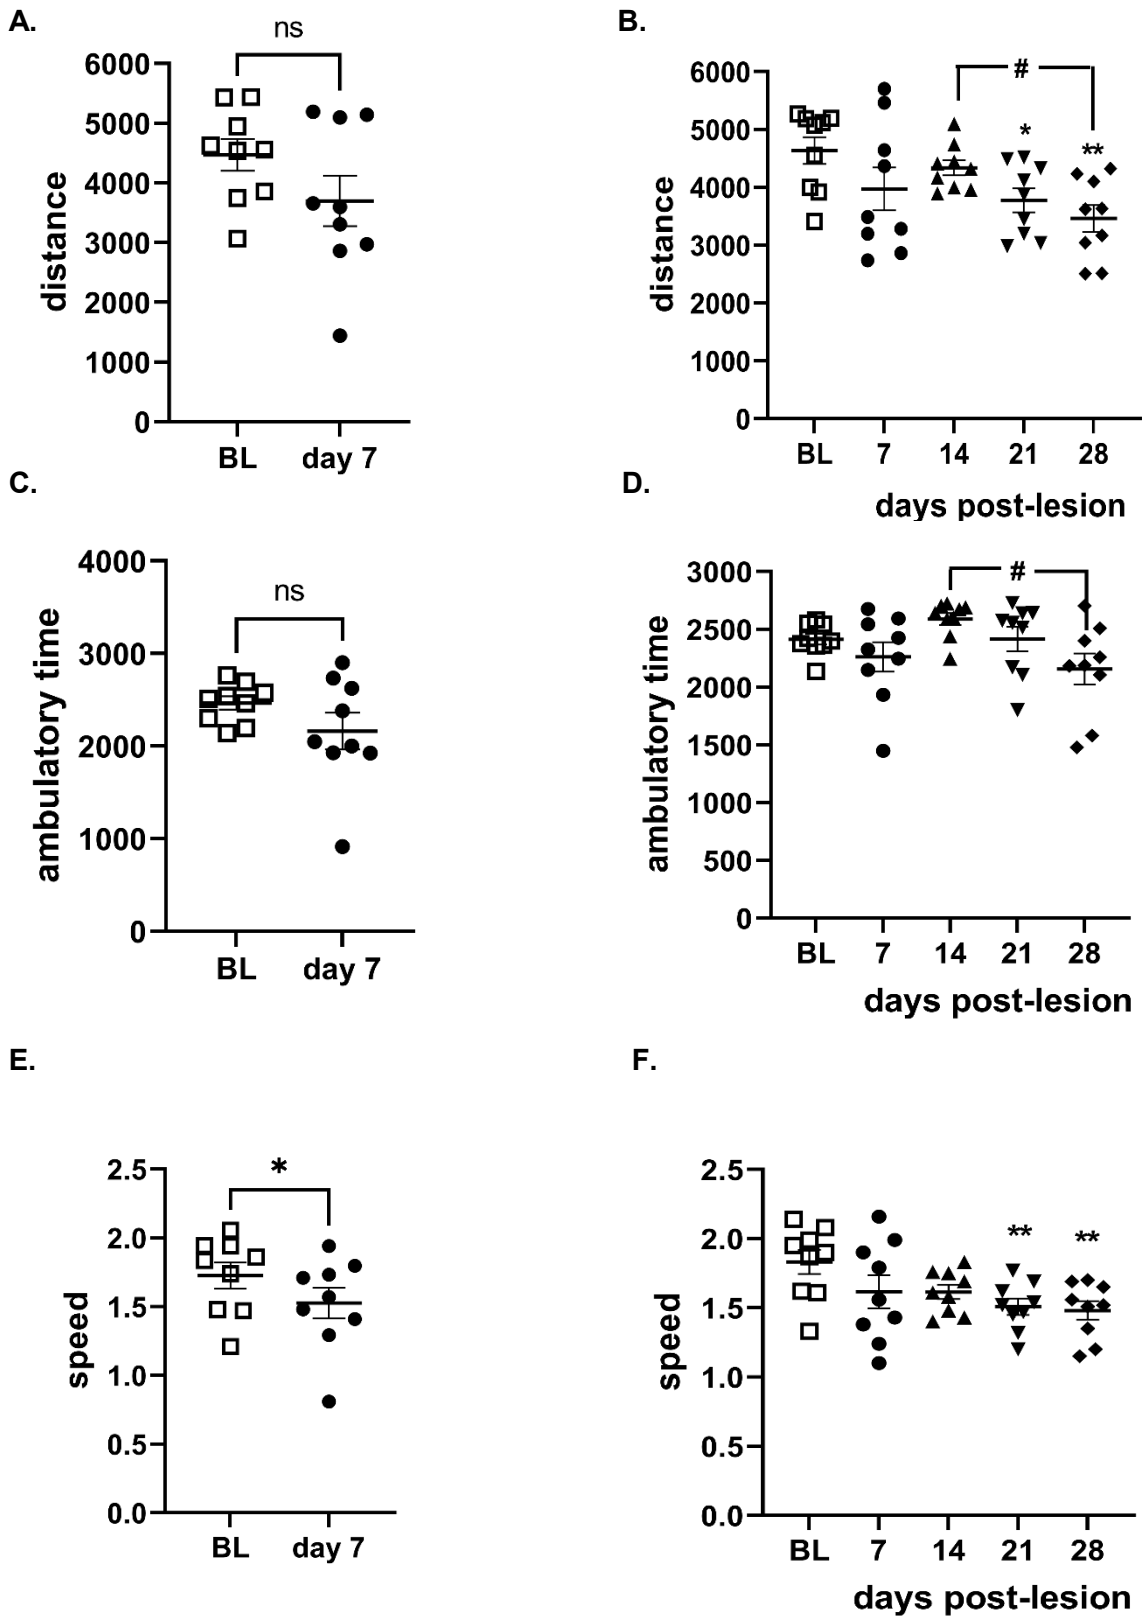 A.
ns
6000
5000
4000
3000
2000
1000
0
distance
BL day 7
B.
#
*
**
6000
5000
4000
3000
2000
1000
0
distance
BL 7 14 21 28
days post-lesion
C.
ns
4000
3000
2000
1000
0
ambulatory time
BL day 7
D.
#
3000
2500
2000
1500
1000
500
0
ambulatory time
BL 7 14 21 28
days post-lesion
E.
*
2.5
2.0
1.5
1.0
0.5
0.0
speed
BL day 7
F.
** **
2.5
2.0
1.5
1.0
0.5
0.0
speed
BL 7 14 21 28
days post-lesion